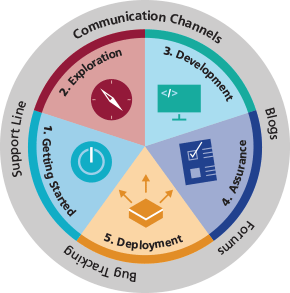 Communication Channels
2. Exploration
3. Development
</>
Support Line
1. Getting Started
4. Assurance
Blogs
5. Deployment
Forums
Bug Tracking